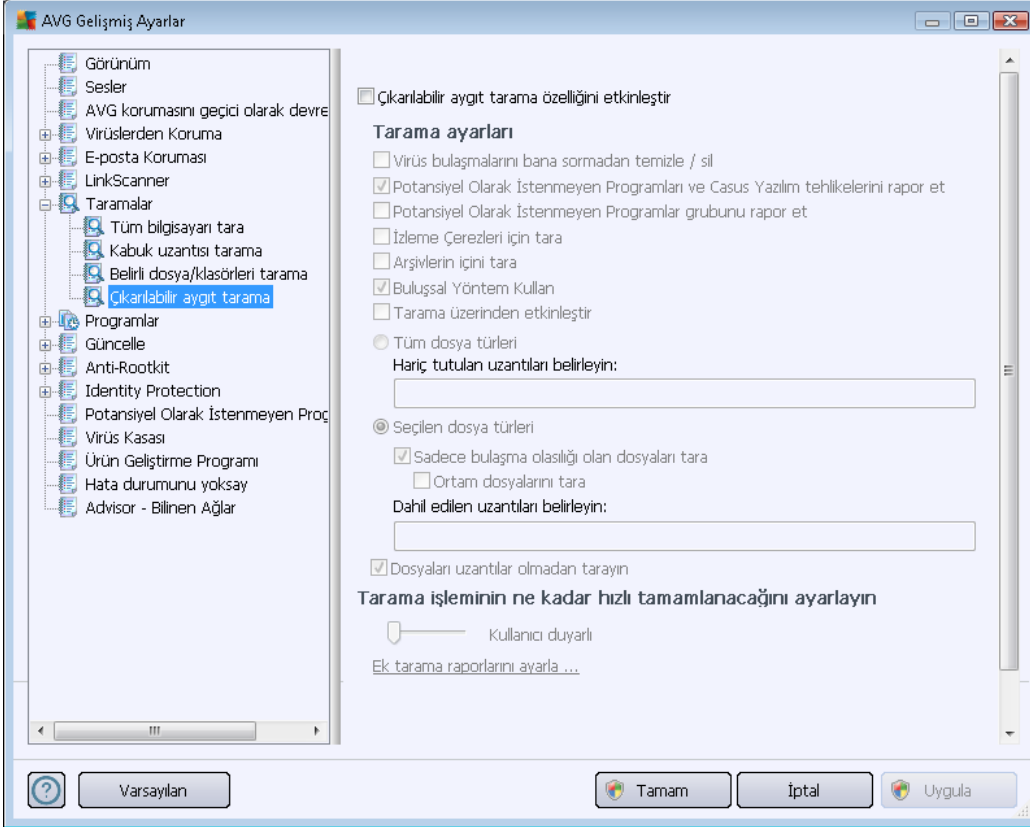 AVG Gelişmiş Ayarlar
Görünüm
Sesler
AVG korumasını geçici olarak devre
Virüslerden Koruma
E-posta Koruması
LinkScanner
Taramalar
Tüm bilgisayarı tara
Kabuk uzantısı tarama
Belirli dosya/klasörleri tarama
Çıkarılabilir aygıt tarama
Programlar
Güncelle
Anti-Rootkit
Identity Protection
Potansiyel Olarak İstenmeyen Prog
Virüs Kasası
Ürün Geliştirme Programı
Hata durumunu yoksay
Advisor - Bilinen Ağlar
Çıkarılabilir aygıt tarama özelliğini etkinleştir
Tarama ayarları
Virüs bulaşmalarını bana sormadan temizle / sil
Potansiyel Olarak İstenmeyen Programları ve Casus Yazılım tehlikelerini rapor et
Potansiyel Olarak İstenmeyen Programlar grubunu rapor et
İzleme Çerezleri için tara
Arşivlerin içini tara
Buluşsal Yöntem Kullan
Tarama üzerinden etkinleştir
Tüm dosya türleri
Hariç tutulan uzantıları belirleyin:
Seçilen dosya türleri
Sadece bulaşma olasılığı olan dosyaları tara
Ortam dosyalarını tara
Dahil edilen uzantıları belirleyin:
Dosyaları uzantılar olmadan tarayın
Tarama işleminin ne kadar hızlı tamamlanacağını ayarlayın
Kullanıcı duyarlı
Ek tarama raporlarını ayarla ...
Varsayılan
Tamam
İptal
Uygula